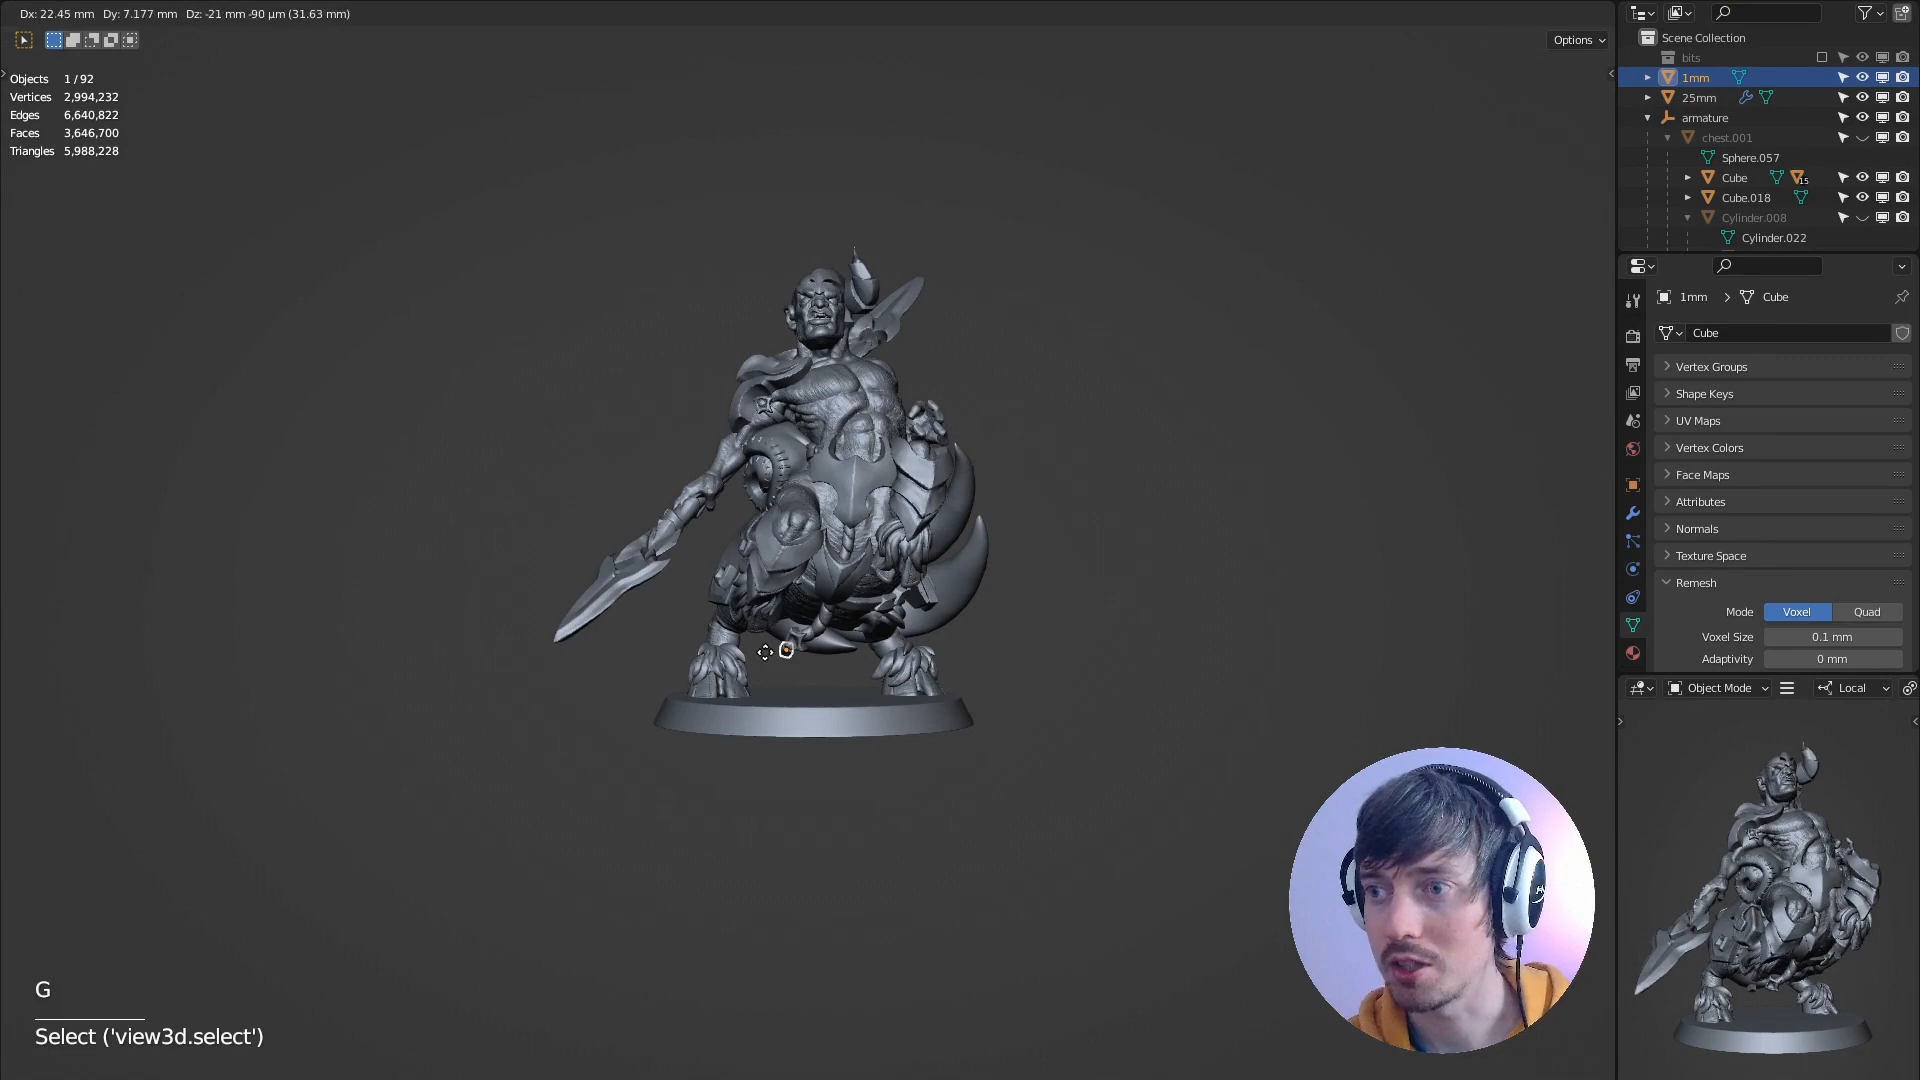 Dx: 22.45 mm Dy: 7.177 mm Dz: -21 mm -90 µm (31.63 mm)
Options
Objects 1 / 92
Vertices 2,994,232
Edges 6,640,822
Faces 3,646,700
Triangles 5,988,228
G
Select ('view3d.select')
Scene Collection
bits
1mm
25mm
armature
chest.001
Sphere.057
Cube 15
Cube.018
Cylinder.008
Cylinder.022
1mm > Cube
Cube
Vertex Groups
Shape Keys
UV Maps
Vertex Colors
Face Maps
Attributes
Normals
Texture Space
Remesh
Mode Voxel Quad
Voxel Size 0.1 mm
Adaptivity 0 mm
Object Mode Local